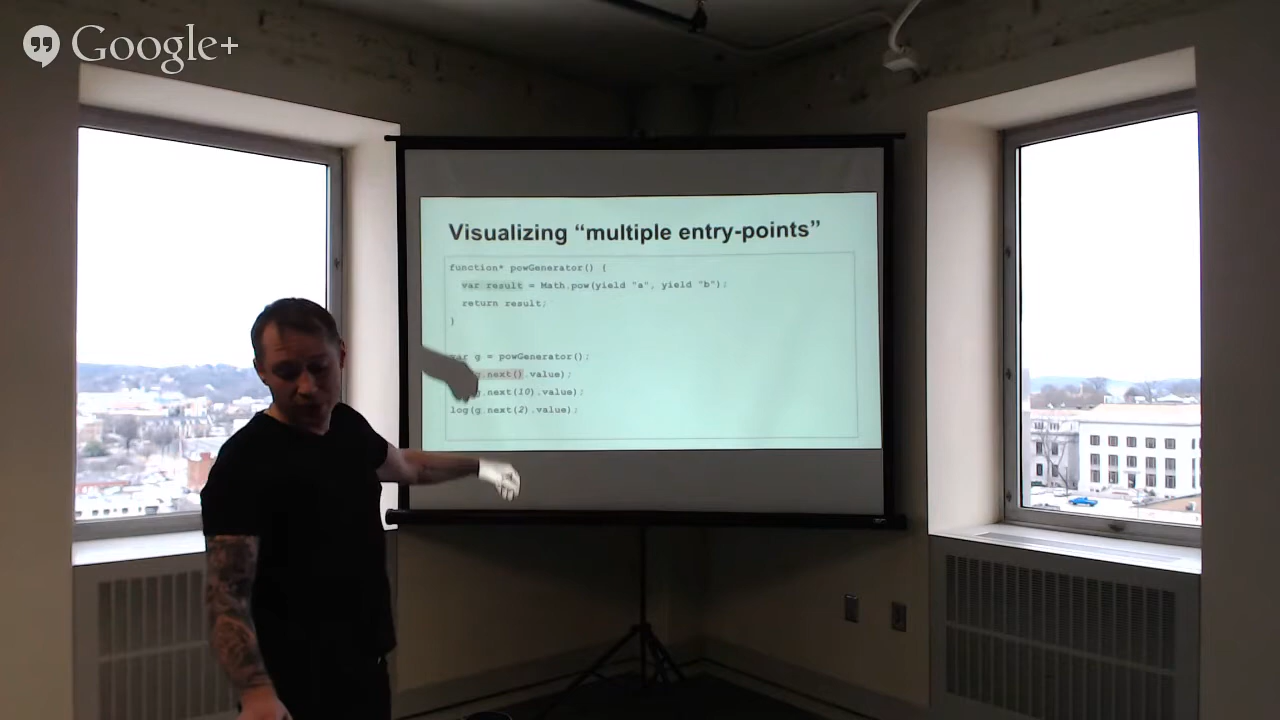 Google+
Visualizing “multiple entry-points”
function* powGenerator() {
var result = Math.pow(yield "a", yield "b");
return result;
}
var g = powGenerator();
g.next().value);
g.next(10).value);
log(g.next(2).value);